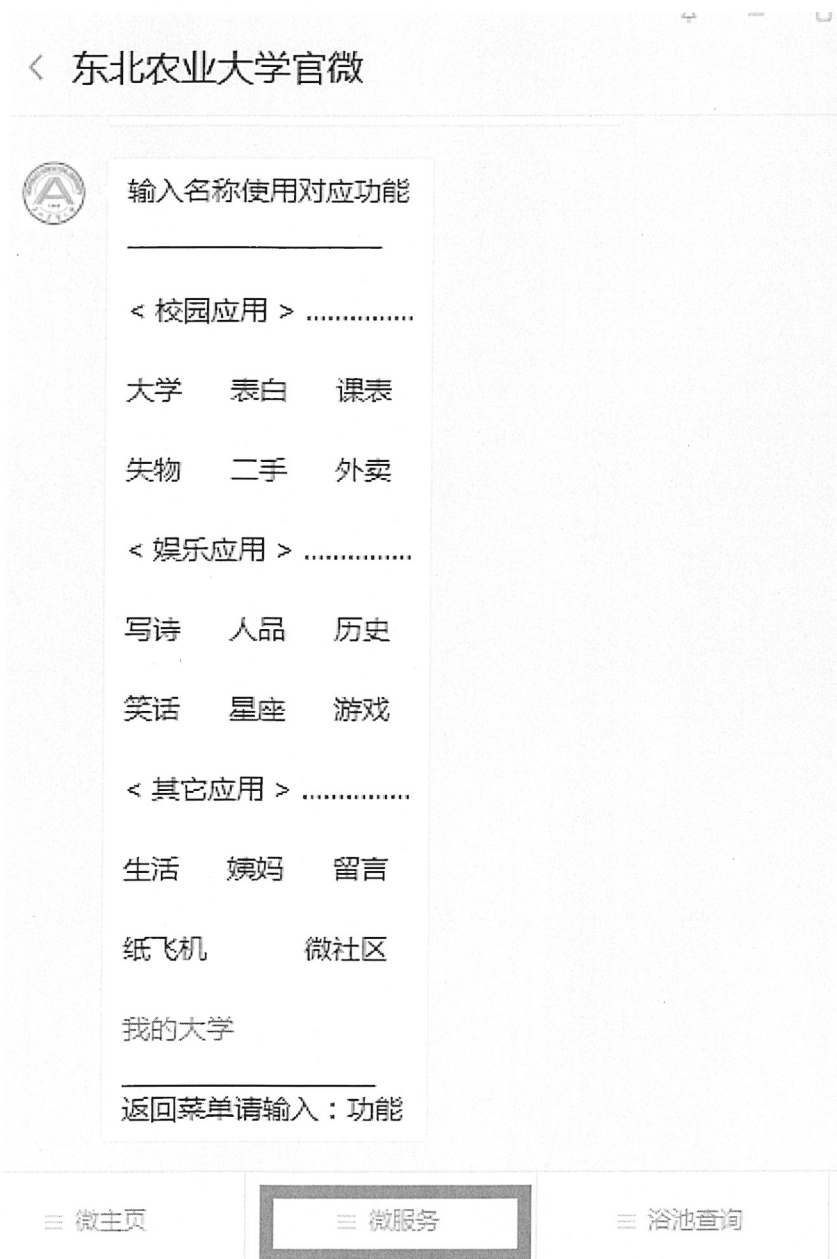 东北农业大学官微
输入名称使用对应功能
< 校园应用 > ...............
大学 表白 课表
失物 二手 外卖
< 娱乐应用 > ...............
写诗 人品 历史
笑话 星座 游戏
< 其它应用 > ...............
生活 姨妈 留言
纸飞机 微社区
我的大学
返回菜单请输入：功能
微主页 微服务 浴池查询